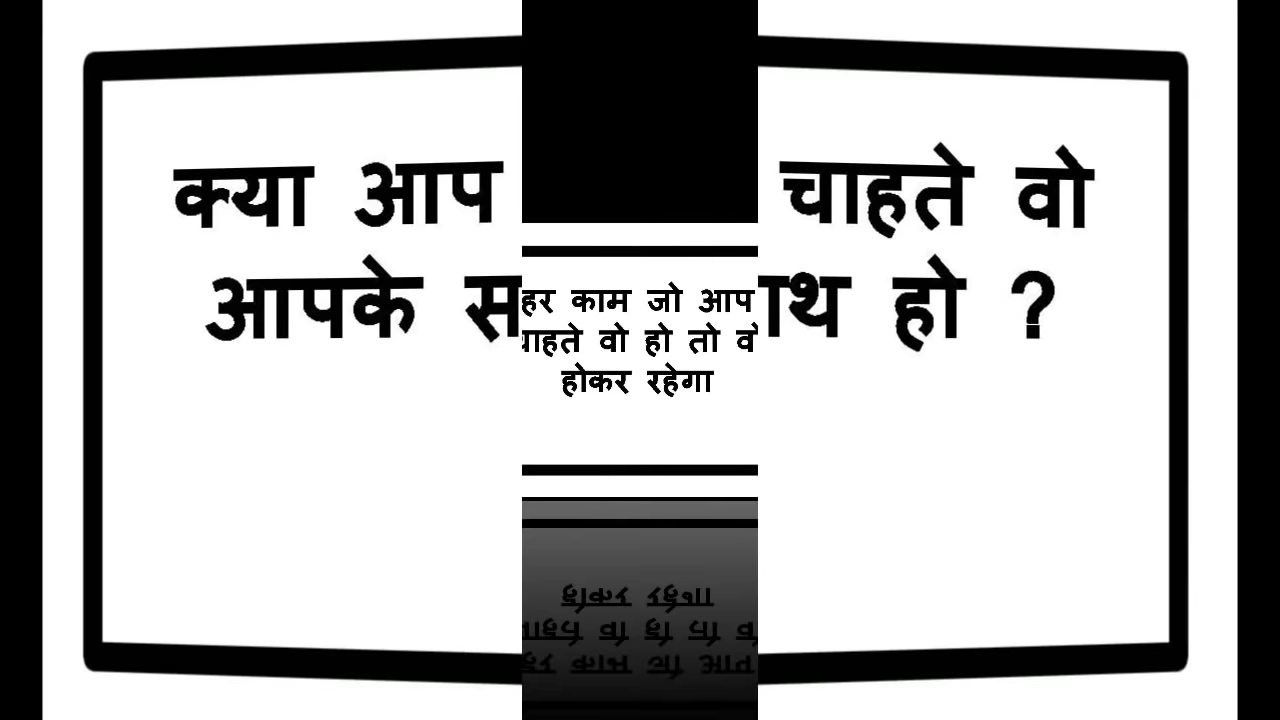 क्या आप चाहते वो
आपके स ाथ हो ?
हर काम जो आप
चाहते वो हो तो वो
होकर रहेगा